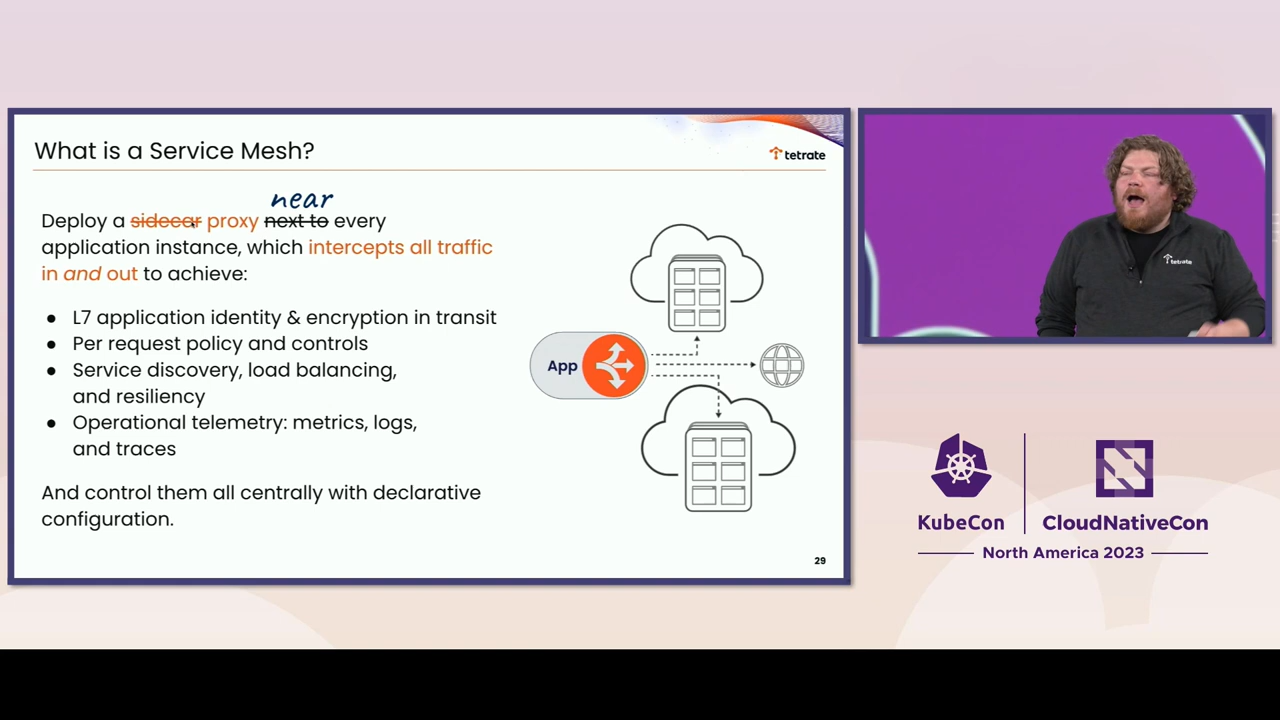 What is a Service Mesh?
tetrate
near
Deploy a sidecar proxy next to every
application instance, which intercepts all traffic
in and out to achieve:
● L7 application identity & encryption in transit
● Per request policy and controls
● Service discovery, load balancing,
and resiliency
● Operational telemetry: metrics, logs,
and traces
And control them all centrally with declarative
configuration.
App
29
tetrate
KubeCon
CloudNativeCon
North America 2023